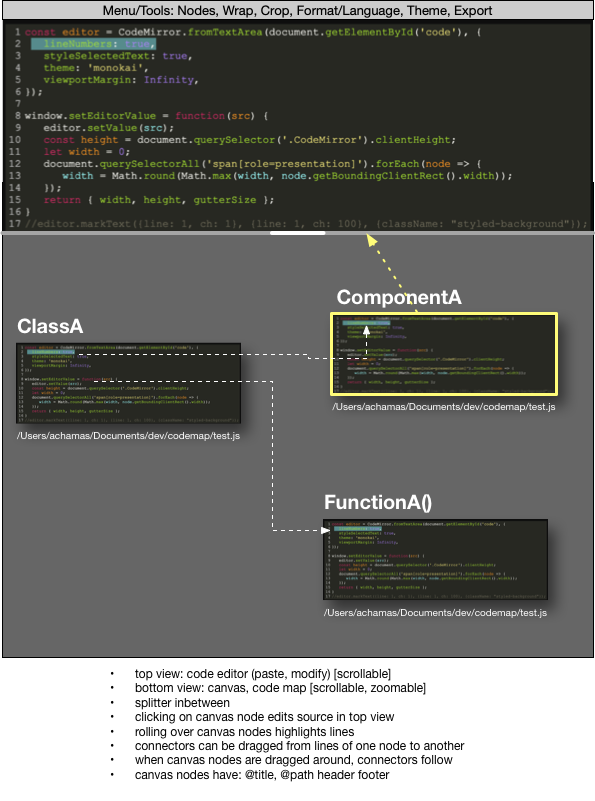 Menu/Tools: Nodes, Wrap, Crop, Format/Language, Theme, Export
1 const editor = CodeMirror.fromTextArea(document.getElementById('code'), {
2 lineNumbers: true,
3 styleSelectedText: true,
4 theme: 'monokai',
5 viewportMargin: Infinity,
6 });
7
8 window.setEditorValue = function(src) {
9 editor.setValue(src);
10 const height = document.querySelector('.CodeMirror').clientHeight;
11 let width = 0;
12 document.querySelectorAll('span[role=presentation]').forEach(node => {
13 width = Math.round(Math.max(width, node.getBoundingClientRect().width));
14 });
15 return { width, height, gutterSize };
16 }
17 //editor.markText({line: 1, ch: 1}, {line: 1, ch: 100}, {className: "styled-background"});
ComponentA
ClassA
/Users/achamas/Documents/dev/codemap/test.js
/Users/achamas/Documents/dev/codemap/test.js
FunctionA()
/Users/achamas/Documents/dev/codemap/test.js
• top view: code editor (paste, modify) [scrollable]
• bottom view: canvas, code map [scrollable, zoomable]
• splitter inbetween
• clicking on canvas node edits source in top view
• rolling over canvas nodes highlights lines
• connectors can be dragged from lines of one node to another
• when canvas nodes are dragged around, connectors follow
• canvas nodes have: @title, @path header footer